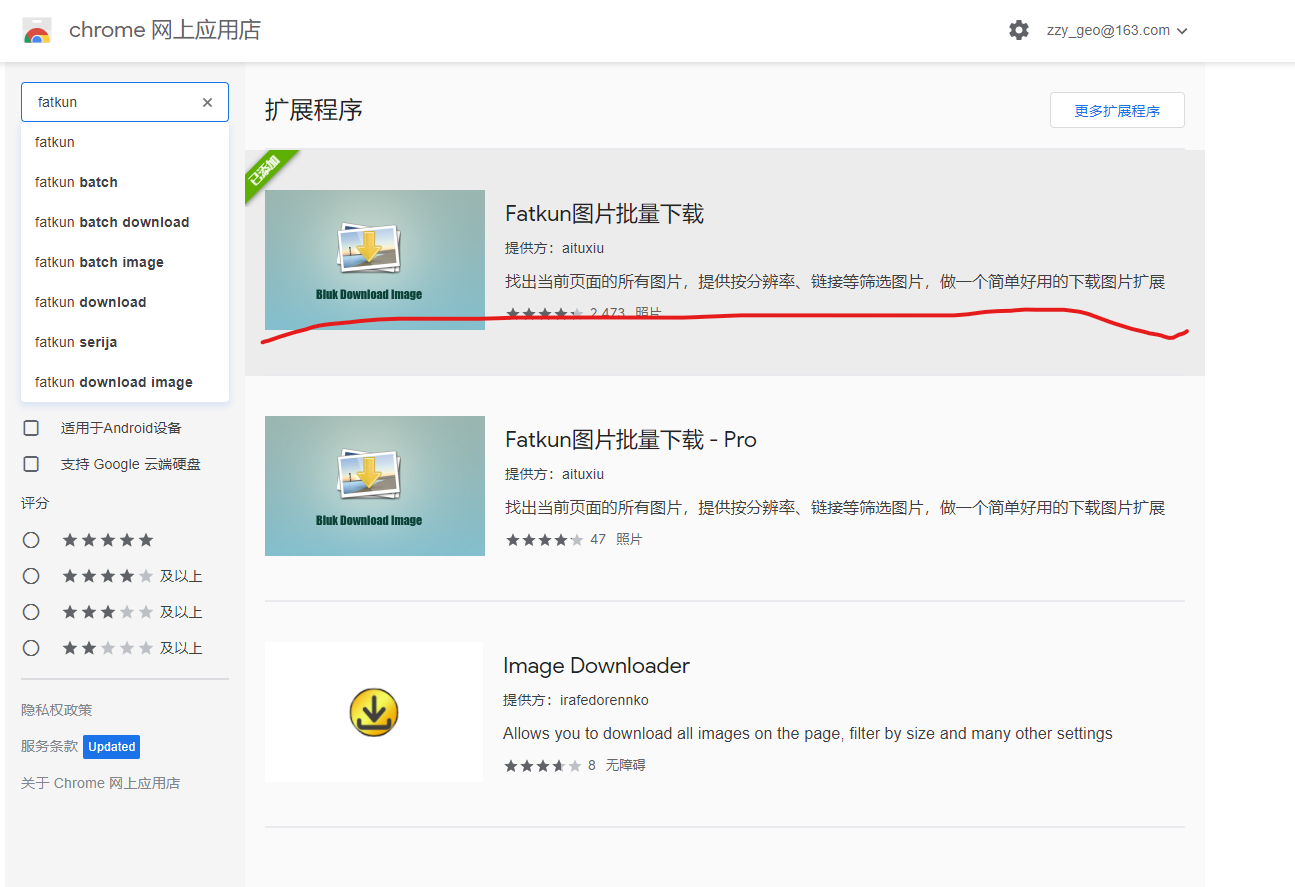 chrome 网上应用店
zzy_geo@163.com
fatkun
fatkun
fatkun batch
fatkun batch download
fatkun batch image
fatkun download
fatkun serija
fatkun download image
适用于Android设备
支持 Google 云端硬盘
评分
及以上
及以上
及以上
隐私权政策
服务条款 Updated
关于 Chrome 网上应用店
扩展程序
更多扩展程序
已添加
Bluk Download Image
Fatkun图片批量下载
提供方：aituxiu
找出当前页面的所有图片，提供按分辨率、链接等筛选图片，做一个简单好用的下载图片扩展
2,473 照片
Bluk Download Image
Fatkun图片批量下载 - Pro
提供方：aituxiu
找出当前页面的所有图片，提供按分辨率、链接等筛选图片，做一个简单好用的下载图片扩展
47 照片
Image Downloader
提供方：irafedorennko
Allows you to download all images on the page, filter by size and many other settings
8 无障碍